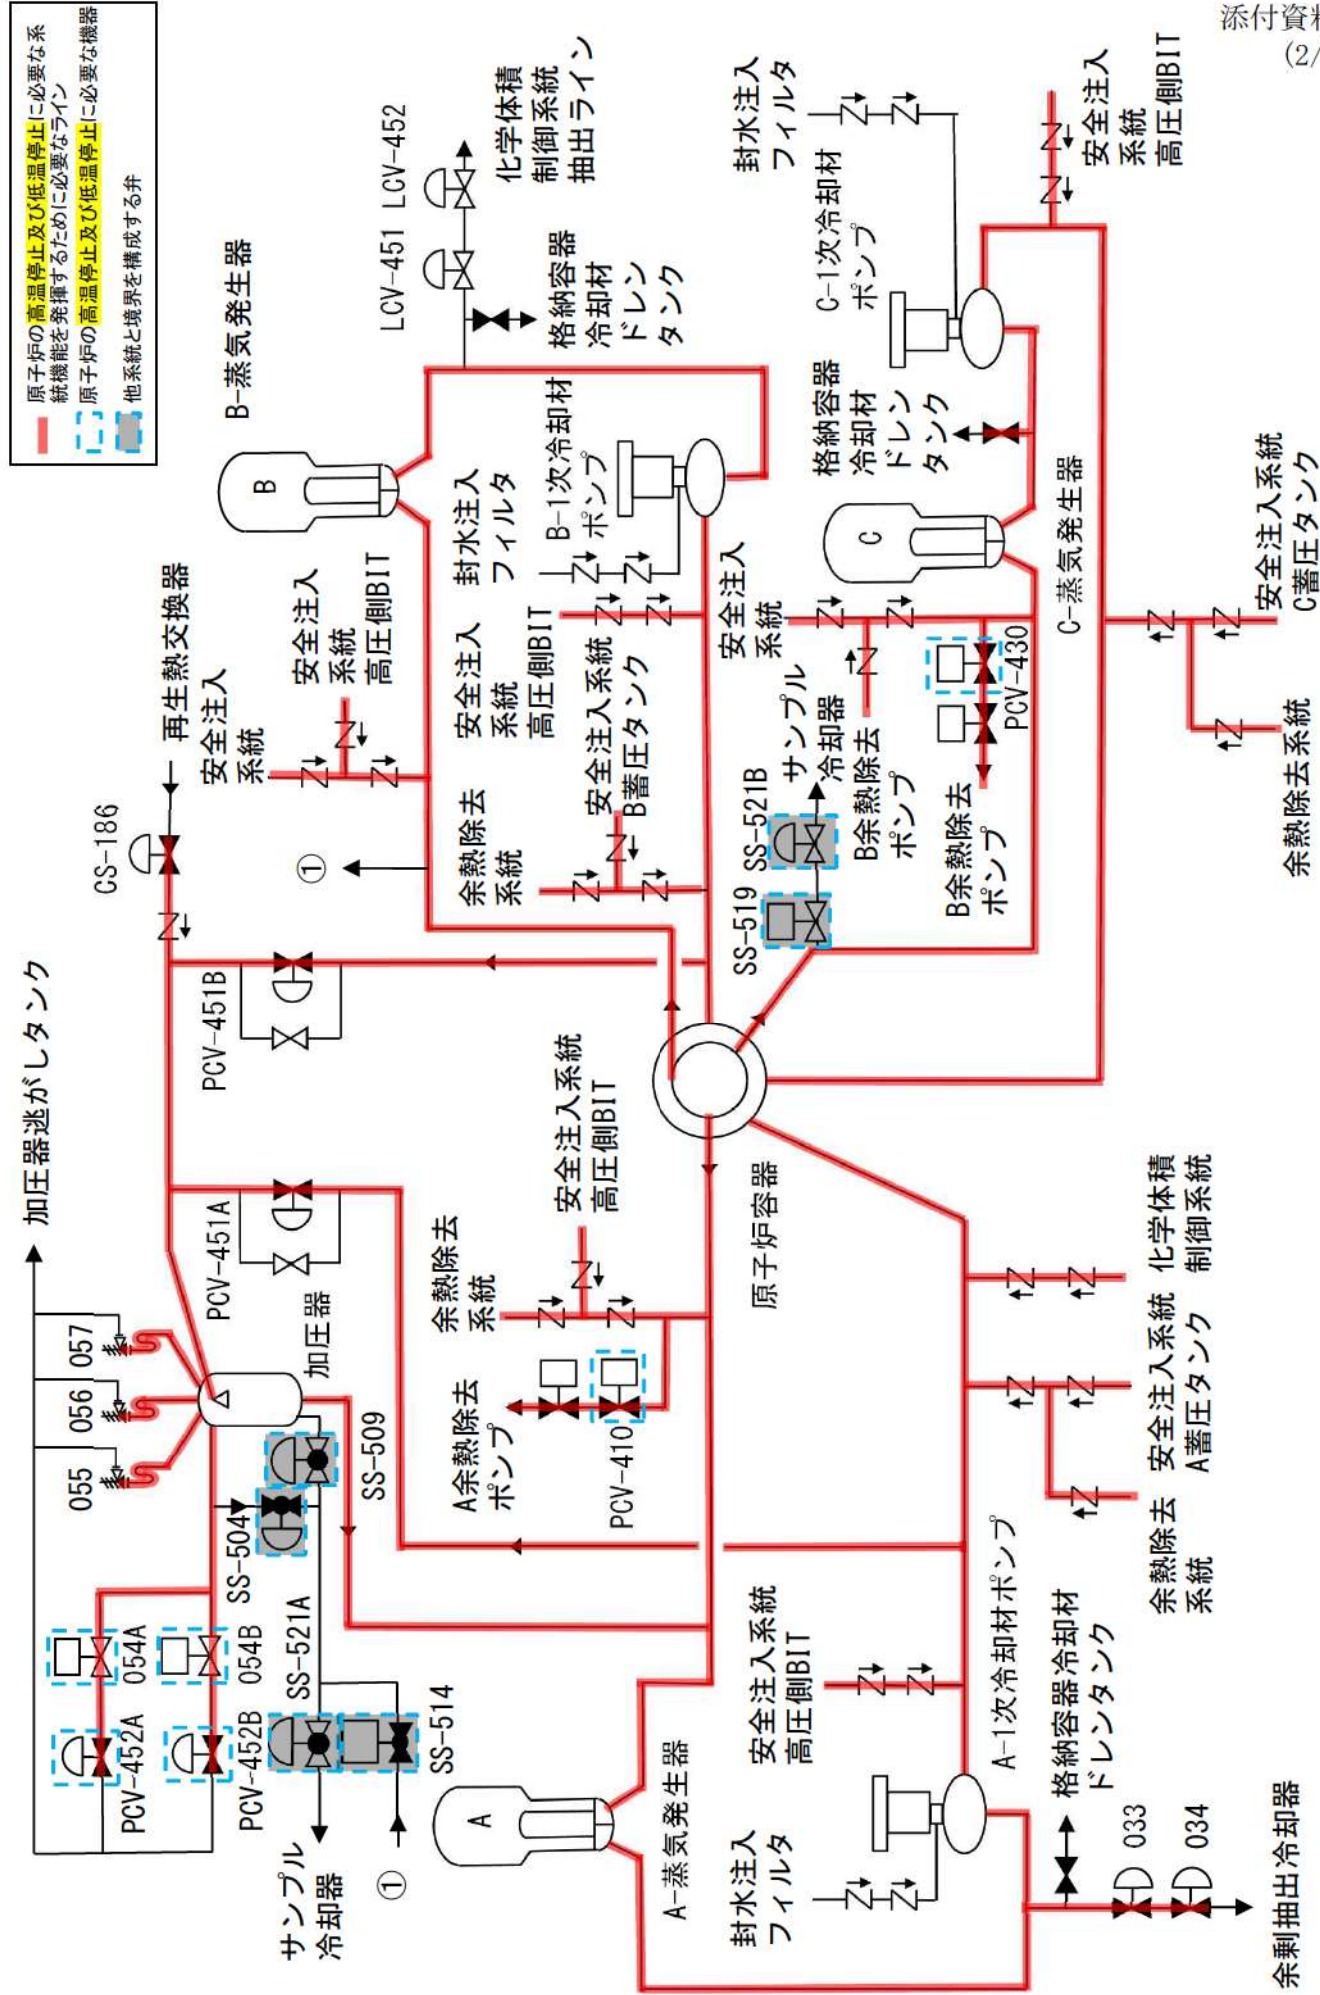 添付資料
(2/
原子炉の高温停止及び低温停止に必要な系
統機能を発揮するために必要なライン
原子炉の高温停止及び低温停止に必要な機器
他系統と境界を構成する弁
加圧器逃がしタンク
055
056
057
PCV-452A
054A
PCV-452B
054B
SS-504
SS-509
SS-521A
SS-514
サンプル
冷却器
①
加圧器
PCV-451A
PCV-451B
CS-186
再生熱交換器
安全注入
系統
安全注入
系統
高圧側BIT
①
B-蒸気発生器
B
LCV-451
LCV-452
化学体積
制御系統
抽出ライン
格納容器
冷却材
ドレン
タンク
封水注入
フィルタ
B-1次冷却材
ポンプ
安全注入
系統
高圧側BIT
余熱除去
系統
安全注入系統
B蓄圧タンク
A余熱除去
ポンプ
PCV-410
余熱除去
系統
安全注入系統
高圧側BIT
原子炉容器
A
A-蒸気発生器
封水注入
フィルタ
安全注入系統
高圧側BIT
A-1次冷却材ポンプ
格納容器冷却材
ドレンタンク
033
034
余剰抽出冷却器
余熱除去
系統
安全注入系統
A蓄圧タンク
化学体積
制御系統
SS-519
SS-521B
サンプル
冷却器
安全注入
系統
B余熱除去
ポンプ
B余熱除去
ポンプ
PCV-430
C
C-蒸気発生器
格納容器
冷却材
ドレン
タンク
C-1次冷却材
ポンプ
封水注入
フィルタ
安全注入
系統
高圧側BIT
余熱除去系統
安全注入系統
C蓄圧タンク